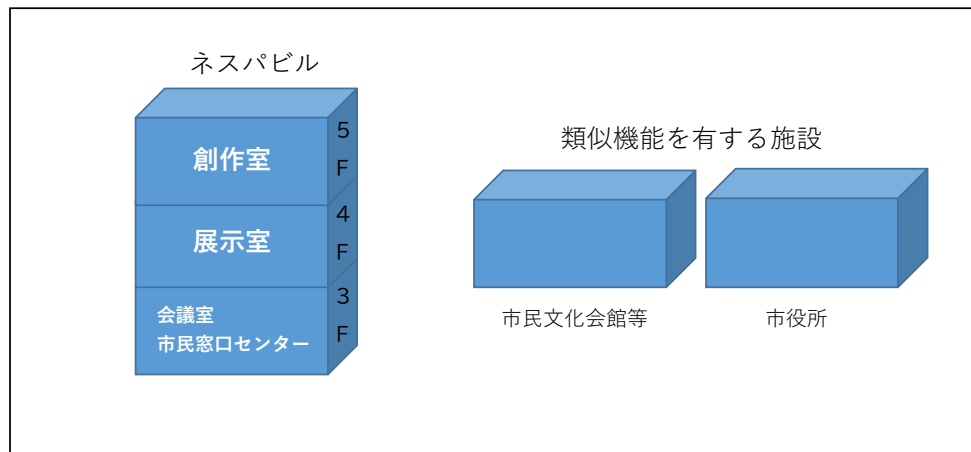 ネスパビル
創作室
5
F
展示室
4
F
会議室
市民窓口センター
3
F
類似機能を有する施設
市民文化会館等
市役所